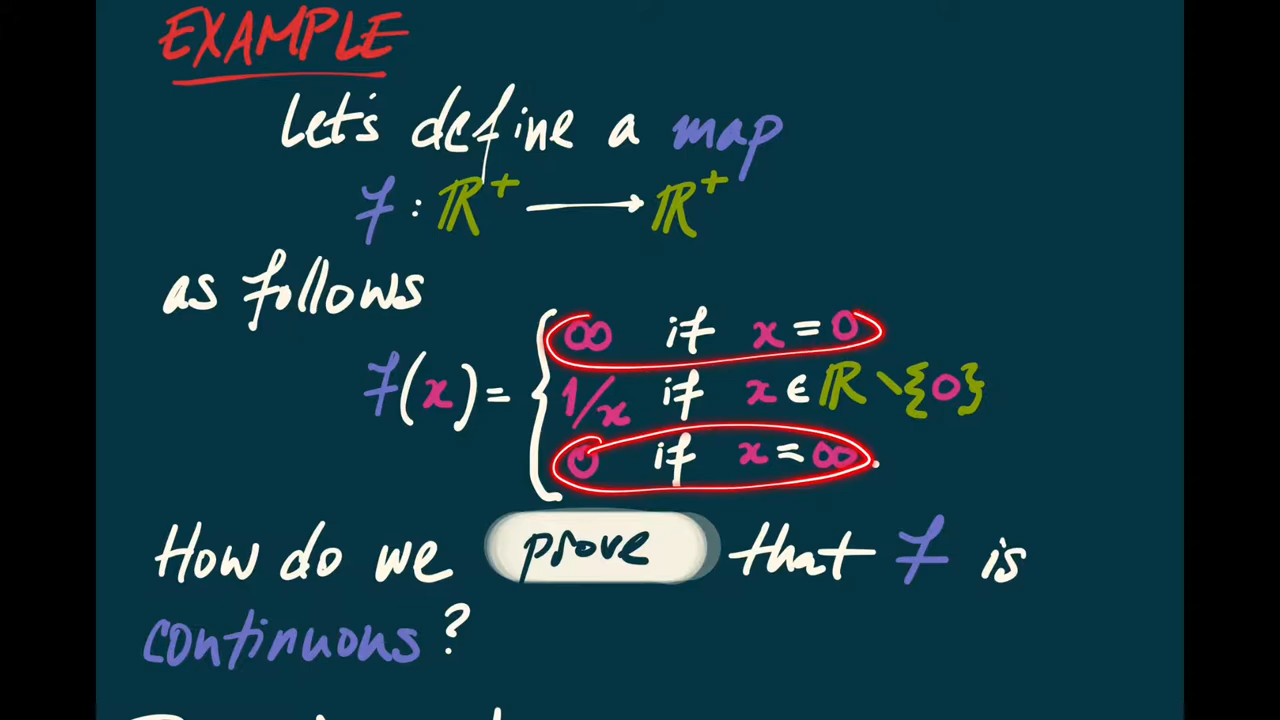 EXAMPLE
Let's define a map
f : ℝ⁺ ⟶ ℝ⁺
as follows
∞ if x = 0
f(x) = { 1/x if x ∈ ℝ \ {0}
0 if x = ∞.
How do we prove that f is
continuous?